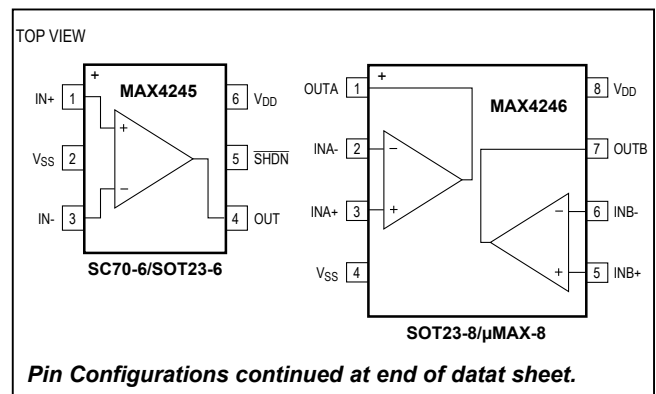 TOP VIEW
+
MAX4245
IN+ 1
6 VDD
+
VSS 2
5 SHDN
−
IN- 3
4 OUT
SC70-6/SOT23-6
OUTA 1
+
MAX4246
8 VDD
INA- 2
−
7 OUTB
INA+ 3
+
−
6 INB-
VSS 4
+
5 INB+
SOT23-8/µMAX-8
Pin Configurations continued at end of datat sheet.